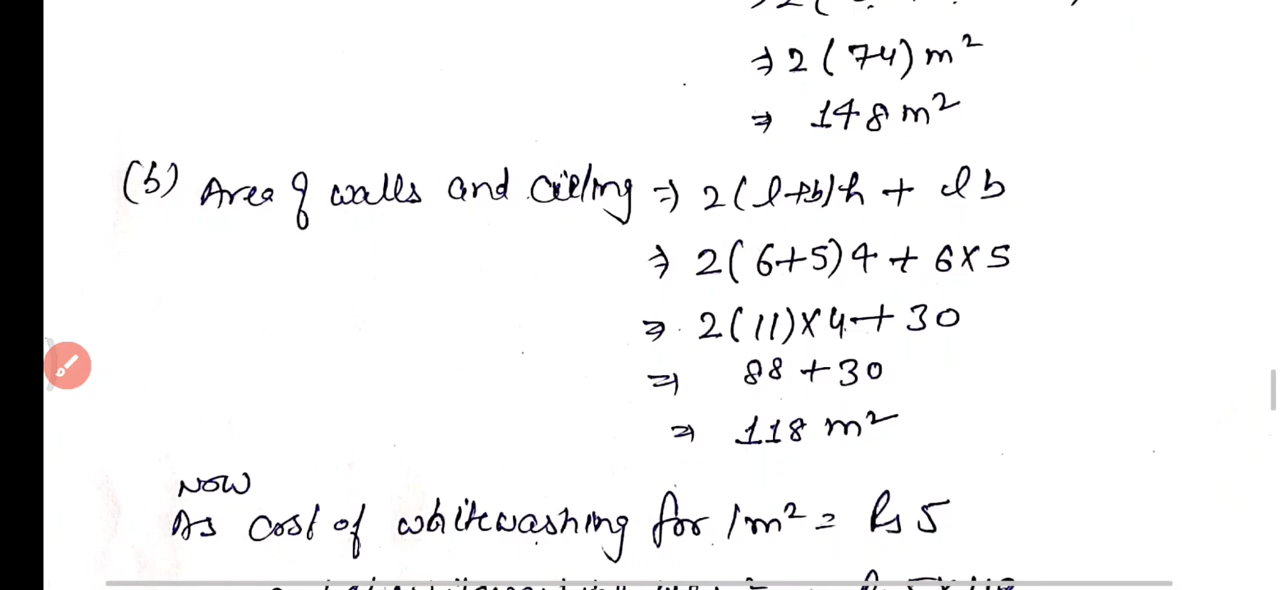 ⇒ 2 ( 74) m²
⇒ 148 m²
(b) Area of walls and cieling ⇒ 2(l+b)h + lb
⇒ 2( 6+5) 4 + 6×5
⇒ 2(11)×4 + 30
⇒ 88 + 30
⇒ 118 m²
NOW
As cost of whitewashing for 1m² = Rs 5